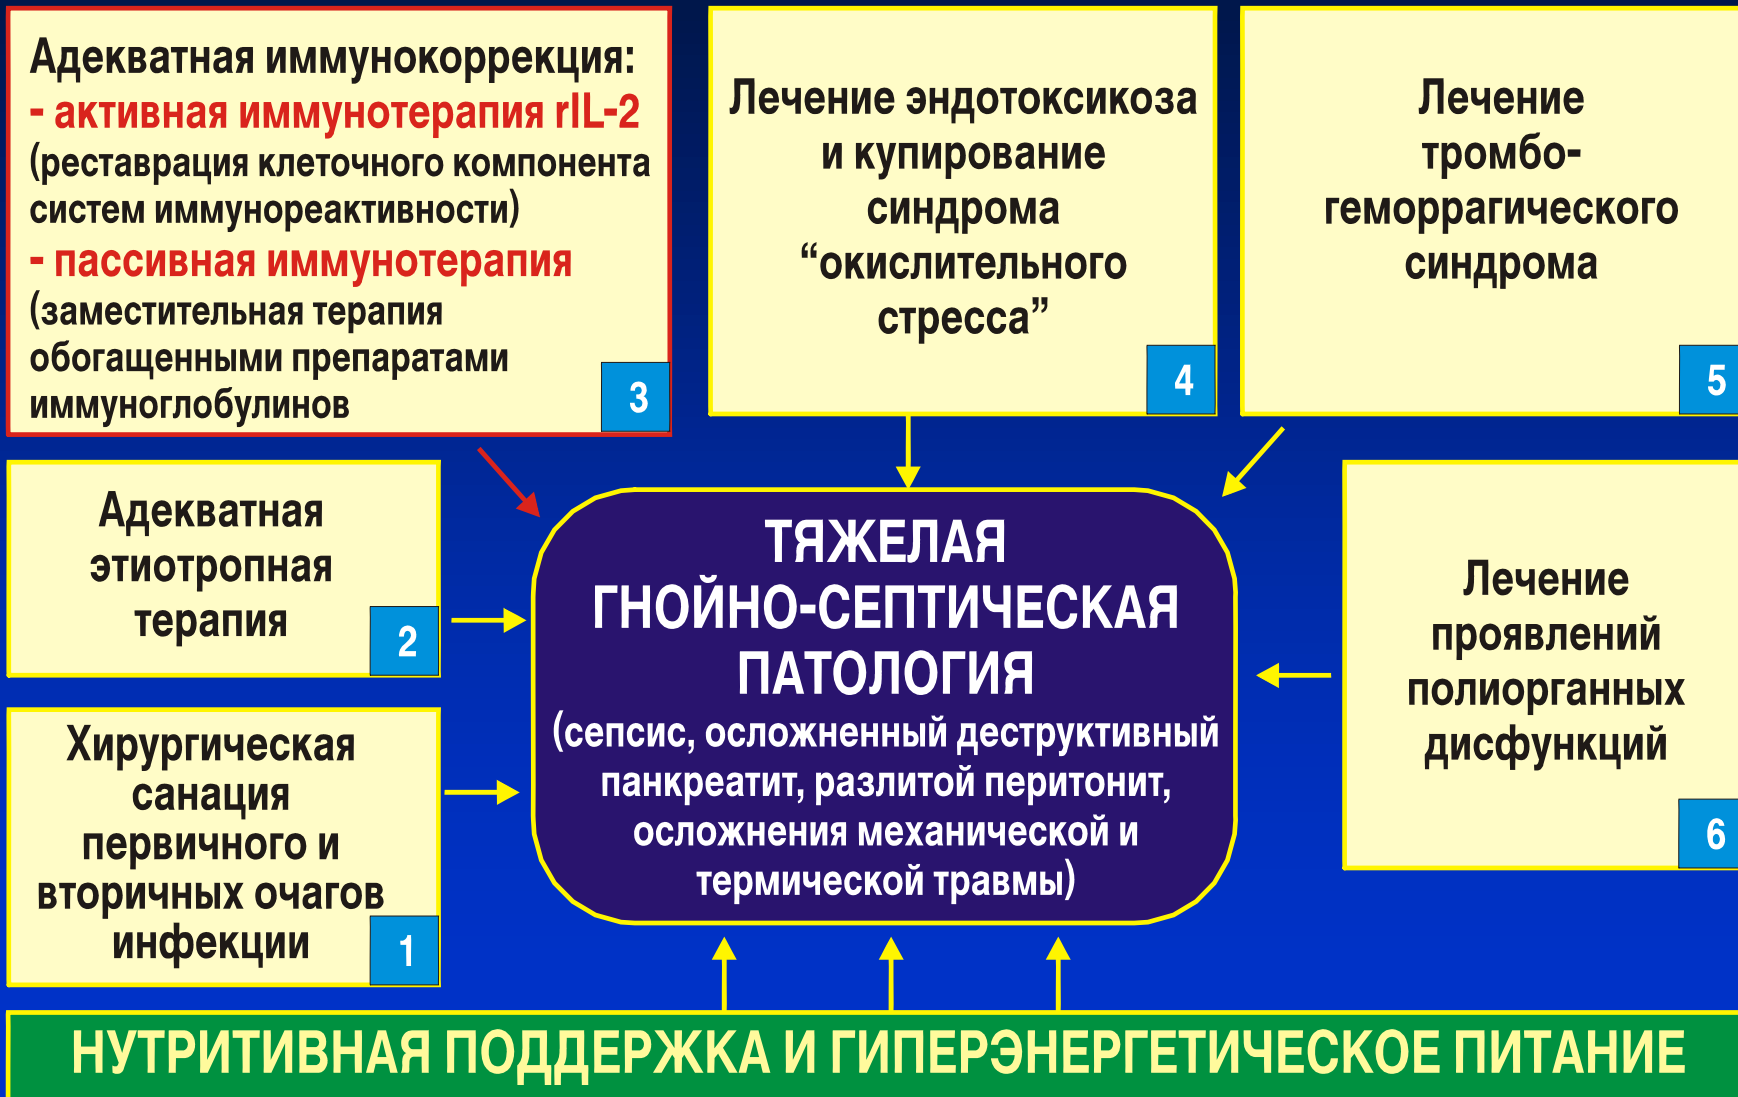 Адекватная иммунокоррекция:
- активная иммунотерапия rIL-2
(реставрация клеточного компонента
систем иммунореактивности)
- пассивная иммунотерапия
(заместительная терапия
обогащенными препаратами
иммуноглобулинов
3
Лечение эндотоксикоза
и купирование
синдрома
“окислительного
стресса”
4
Лечение
тромбо-
геморрагического
синдрома
5
Адекватная
этиотропная
терапия
2
Хирургическая
санация
первичного и
вторичных очагов
инфекции
1
ТЯЖЕЛАЯ
ГНОЙНО-СЕПТИЧЕСКАЯ
ПАТОЛОГИЯ
(сепсис, осложненный деструктивный
панкреатит, разлитой перитонит,
осложнения механической и
термической травмы)
Лечение
проявлений
полиорганных
дисфункций
6
НУТРИТИВНАЯ ПОДДЕРЖКА И ГИПЕРЭНЕРГЕТИЧЕСКОЕ ПИТАНИЕ